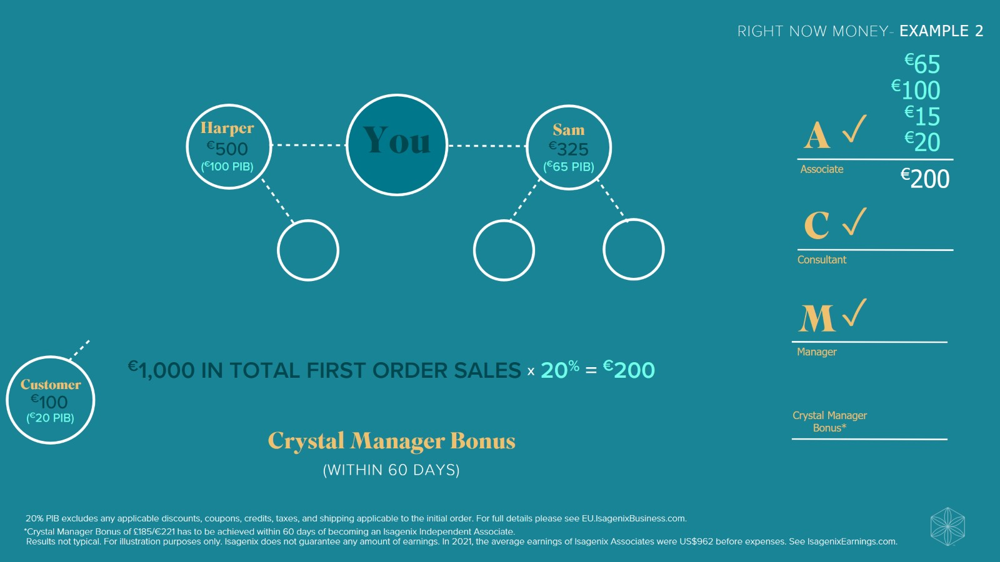 RIGHT NOW MONEY- EXAMPLE 2
€65
€100
€15
€20
€200
A ✓
Associate
C ✓
Consultant
M ✓
Manager
Crystal Manager
Bonus*
Harper
€500
(€100 PIB)
You
Sam
€325
(€65 PIB)
Customer
€100
(€20 PIB)
€1,000 IN TOTAL FIRST ORDER SALES x 20% = €200
Crystal Manager Bonus
(WITHIN 60 DAYS)
20% PIB excludes any applicable discounts, coupons, credits, taxes, and shipping applicable to the initial order. For full details please see EU.IsagenixBusiness.com.
*Crystal Manager Bonus of £185/€221 has to be achieved within 60 days of becoming an Isagenix Independent Associate.
Results not typical. For illustration purposes only. Isagenix does not guarantee any amount of earnings. In 2021, the average earnings of Isagenix Associates were US$962 before expenses. See IsagenixEarnings.com.